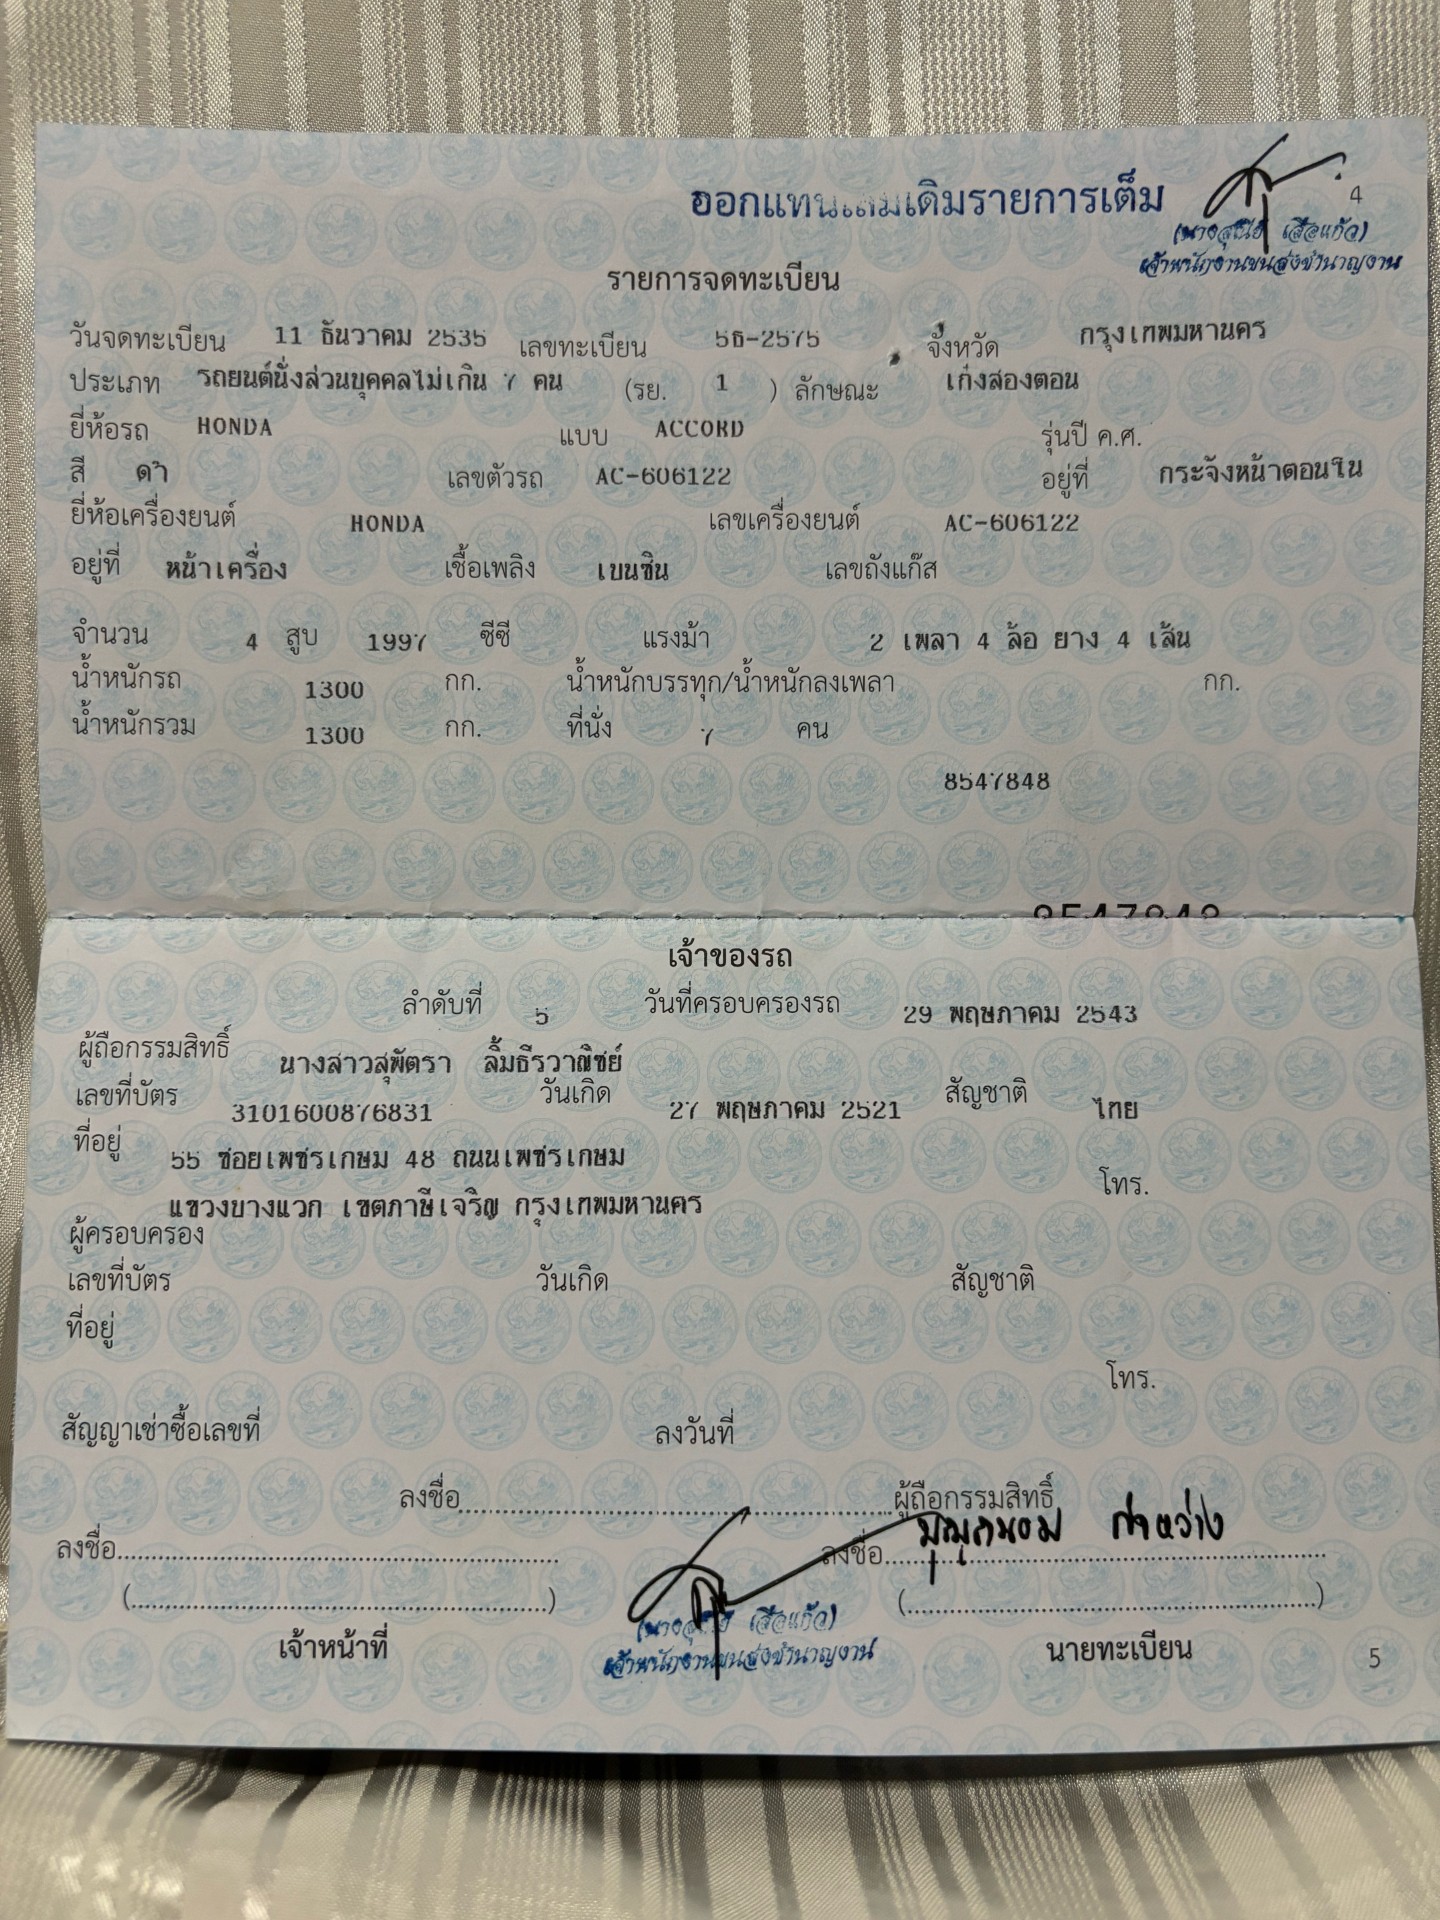 ออกแทนเล่มเดิมรายการเต็ม 4
(นางสุนีย์ เสือแก้ว)
เจ้าพนักงานขนส่งชำนาญงาน
รายการจดทะเบียน
วันจดทะเบียน 11 ธันวาคม 2535 เลขทะเบียน 5ธ-2575 จังหวัด กรุงเทพมหานคร
ประเภท รถยนต์นั่งส่วนบุคคลไม่เกิน 7 คน (รย. 1 ) ลักษณะ เก๋งสองตอน
ยี่ห้อรถ HONDA แบบ ACCORD รุ่นปี ค.ศ.
สี ดำ เลขตัวรถ AC-606122 อยู่ที่ กระจังหน้าตอนใน
ยี่ห้อเครื่องยนต์ HONDA เลขเครื่องยนต์ AC-606122
อยู่ที่ หน้าเครื่อง เชื้อเพลิง เบนซิน เลขถังแก๊ส
จำนวน 4 สูบ 1997 ซีซี แรงม้า 2 เพลา 4 ล้อ ยาง 4 เส้น
น้ำหนักรถ 1300 กก. น้ำหนักบรรทุก/น้ำหนักลงเพลา กก.
น้ำหนักรวม 1300 กก. ที่นั่ง 7 คน
8547848
เจ้าของรถ
ลำดับที่ 5 วันที่ครอบครองรถ 29 พฤษภาคม 2543
ผู้ถือกรรมสิทธิ์ นางสาวสุพัตรา ลิ้มธีรวาณิชย์
เลขที่บัตร 3101600876831 วันเกิด 27 พฤษภาคม 2521 สัญชาติ ไทย
ที่อยู่ 55 ซอยเพชรเกษม 48 ถนนเพชรเกษม
แขวงบางแวก เขตภาษีเจริญ กรุงเทพมหานคร โทร.
ผู้ครอบครอง
เลขที่บัตร วันเกิด สัญชาติ
ที่อยู่
โทร.
สัญญาเช่าซื้อเลขที่ ลงวันที่
ลงชื่อ ผู้ถือกรรมสิทธิ์
ลงชื่อ ลงชื่อ
(นางสุนีย์ เสือแก้ว)
เจ้าหน้าที่ เจ้าพนักงานขนส่งชำนาญงาน นายทะเบียน 5